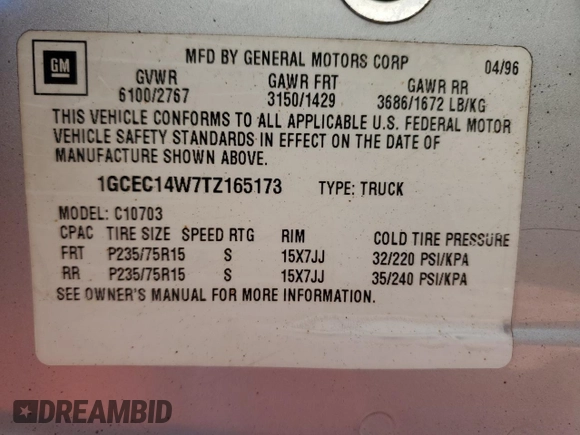 GM
MFD BY GENERAL MOTORS CORP 04/96
GVWR GAWR FRT GAWR RR
6100/2767 3150/1429 3686/1672 LB/KG
THIS VEHICLE CONFORMS TO ALL APPLICABLE U.S. FEDERAL MOTOR
VEHICLE SAFETY STANDARDS IN EFFECT ON THE DATE OF
MANUFACTURE SHOWN ABOVE.
1GCEC14W7TZ165173 TYPE: TRUCK
MODEL: C10703
CPAC TIRE SIZE SPEED RTG RIM COLD TIRE PRESSURE
FRT P235/75R15 S 15X7JJ 32/220 PSI/KPA
RR P235/75R15 S 15X7JJ 35/240 PSI/KPA
SEE OWNER'S MANUAL FOR MORE INFORMATION.
DREAMBID